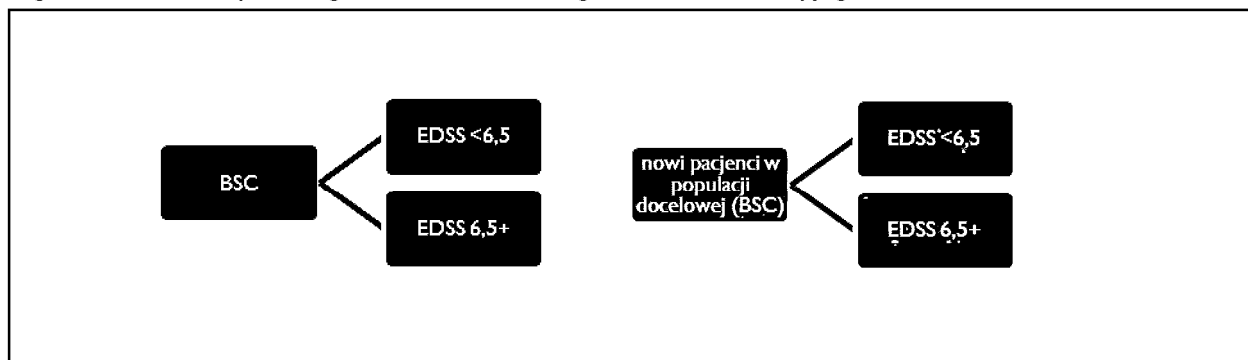 BSC
EDSS <6,5
EDSS 6,5+
nowi pacjenci w
populacji
docelowej (BSC)
EDSS <6,5
EDSS 6,5+